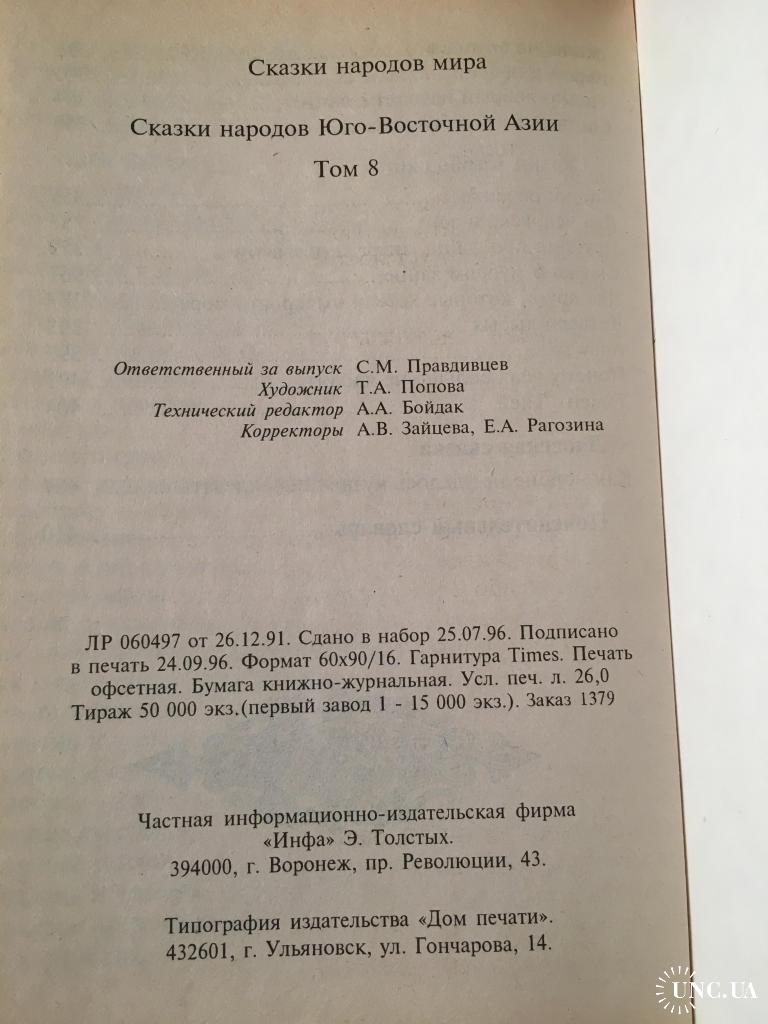 Сказки народов мира
Сказки народов Юго-Восточной Азии
Том 8
Ответственный за выпуск С.М. Правдивцев
Художник Т.А. Попова
Технический редактор А.А. Бойдак
Корректоры А.В. Зайцева, Е.А. Рагозина
ЛР 060497 от 26.12.91. Сдано в набор 25.07.96. Подписано
в печать 24.09.96. Формат 60х90/16. Гарнитура Times. Печать
офсетная. Бумага книжно-журнальная. Усл. печ. л. 26,0
Тираж 50 000 экз.(первый завод 1 - 15 000 экз.). Заказ 1379
Частная информационно-издательская фирма
«Инфа» Э. Толстых.
394000, г. Воронеж, пр. Революции, 43.
Типография издательства «Дом печати».
432601, г. Ульяновск, ул. Гончарова, 14.
UNC.UA